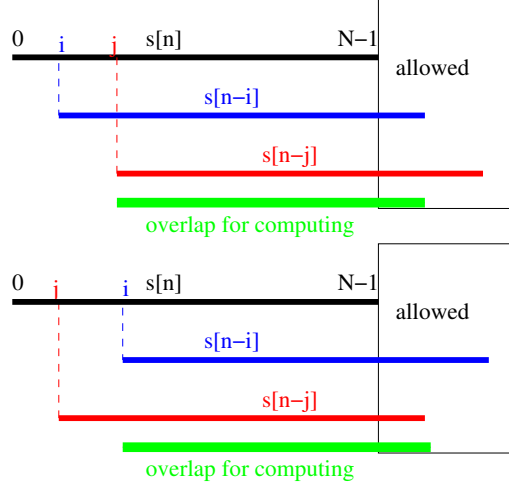 0 i j s[n] N−1
allowed
s[n−i]
s[n−j]
overlap for computing
0 j i s[n] N−1
allowed
s[n−i]
s[n−j]
overlap for computing